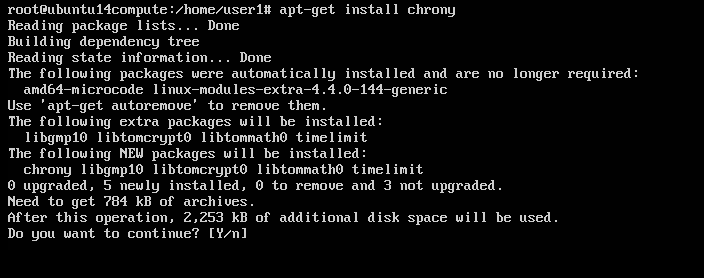 root@ubuntu14compute:/home/user1# apt-get install chrony
Reading package lists... Done
Building dependency tree
Reading state information... Done
The following packages were automatically installed and are no longer required:
  amd64-microcode linux-modules-extra-4.4.0-144-generic
Use 'apt-get autoremove' to remove them.
The following extra packages will be installed:
  libgmp10 libtomcrypt0 libtommath0 timelimit
The following NEW packages will be installed:
  chrony libgmp10 libtomcrypt0 libtommath0 timelimit
0 upgraded, 5 newly installed, 0 to remove and 3 not upgraded.
Need to get 784 kB of archives.
After this operation, 2,253 kB of additional disk space will be used.
Do you want to continue? [Y/n]